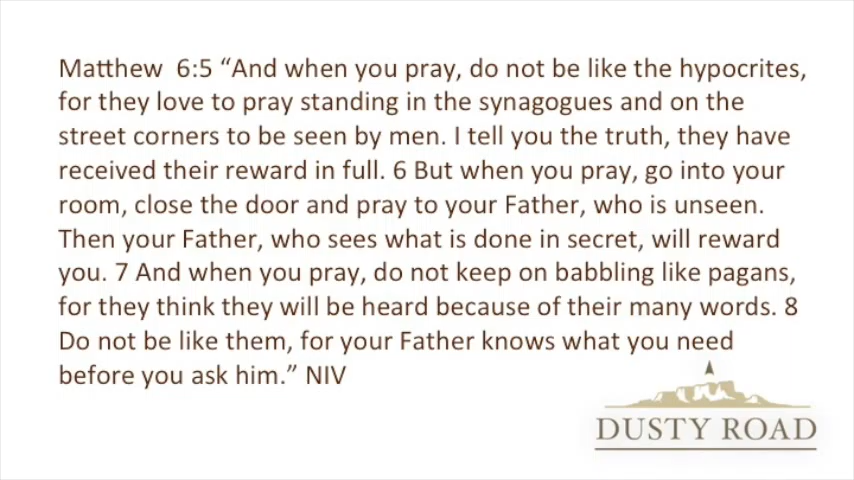 Matthew  6:5 “And when you pray, do not be like the hypocrites,
for they love to pray standing in the synagogues and on the
street corners to be seen by men. I tell you the truth, they have
received their reward in full. 6 But when you pray, go into your
room, close the door and pray to your Father, who is unseen.
Then your Father, who sees what is done in secret, will reward
you. 7 And when you pray, do not keep on babbling like pagans,
for they think they will be heard because of their many words. 8
Do not be like them, for your Father knows what you need
before you ask him.” NIV
DUSTY ROAD